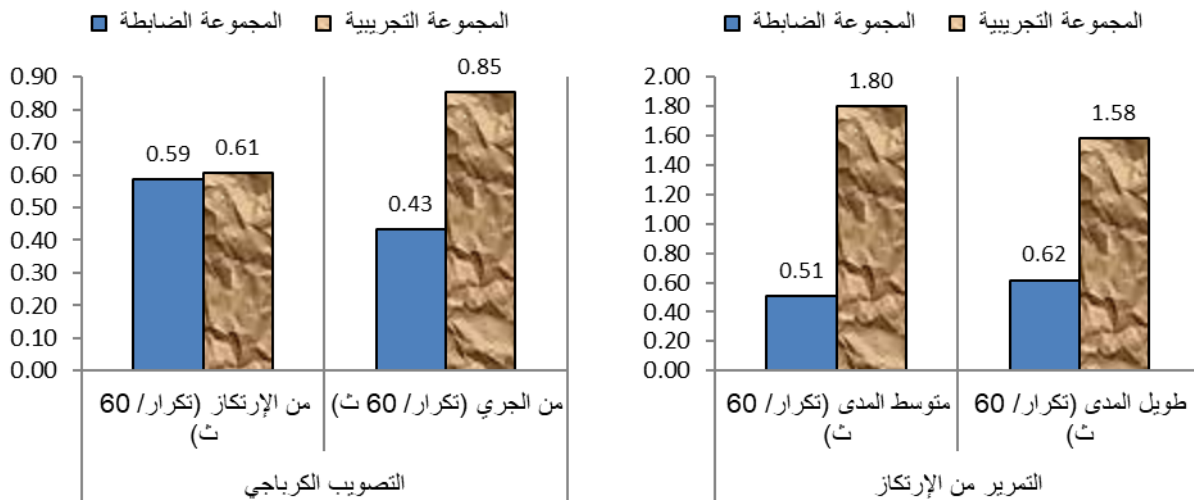 المجموعة الضابطة المجموعة التجريبية
0.90
0.80
0.70
0.60
0.50
0.40
0.30
0.20
0.10
0.00
0.59
0.61
0.43
0.85
من الإرتكاز (تكرار/ 60
ث)
من الجري (تكرار/ 60 ث)
التصويب الكرباجي
المجموعة الضابطة المجموعة التجريبية
2.00
1.80
1.60
1.40
1.20
1.00
0.80
0.60
0.40
0.20
0.00
0.51
1.80
0.62
1.58
متوسط المدى (تكرار/ 60
ث)
طويل المدى (تكرار/ 60
ث)
التمرير من الإرتكاز